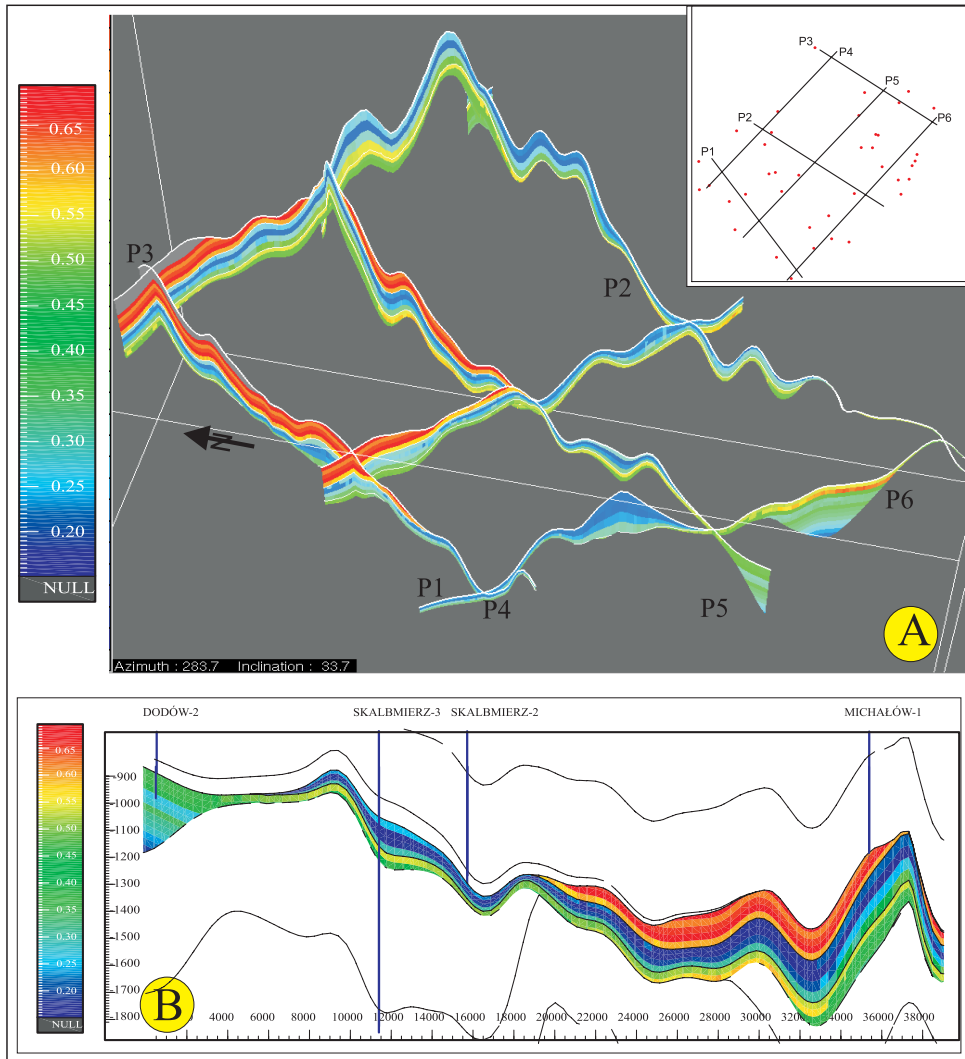 P3
P4
P5
P2
P6
P1
0.65
0.60
0.55
0.50
0.45
0.40
0.35
0.30
0.25
0.20
NULL
P3
P2
N
P6
P1
P4
P5
A
Azimuth : 283.7 Inclination : 33.7
DODÓW-2 SKALBMIERZ-3 SKALBMIERZ-2 MICHAŁÓW-1
0.65
0.60
0.55
0.50
0.45
0.40
0.35
0.30
0.25
0.20
NULL
-900
-1000
-1100
1200
1300
1400
1500
1600
1700
1800
B
4000 6000 8000 10000 12000 14000 16000 18000 20000 22000 24000 26000 28000 30000 34000 36000 38000